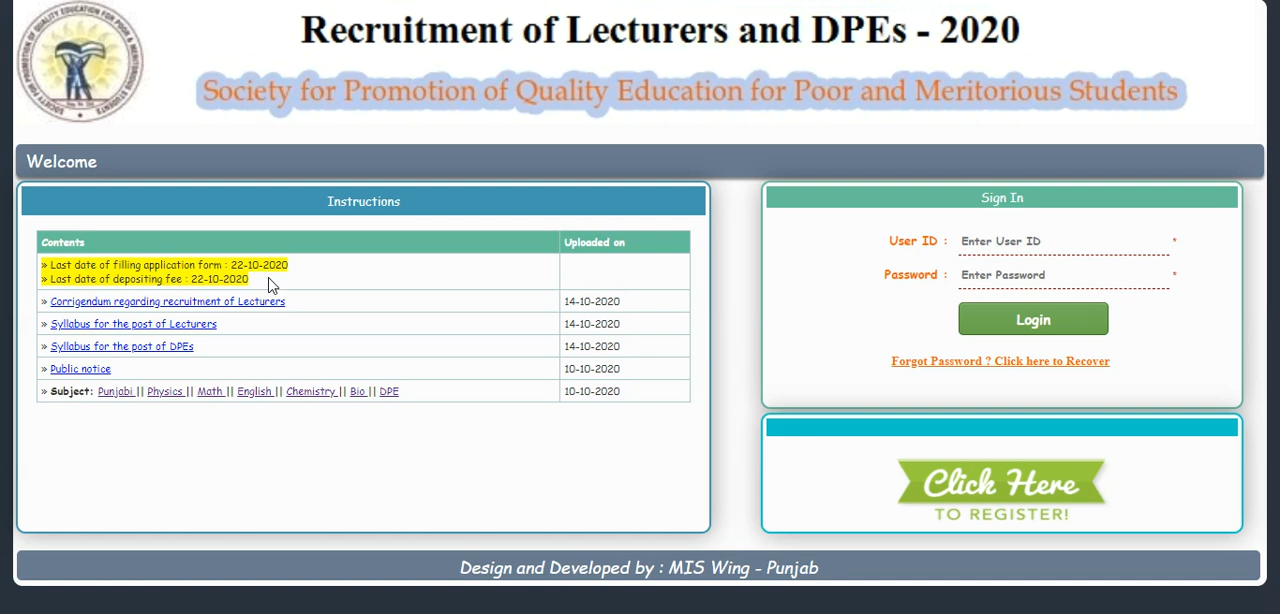 Recruitment of Lecturers and DPEs - 2020
Society for Promotion of Quality Education for Poor and Meritorious Students
Welcome
Instructions
Contents Uploaded on
» Last date of filling application form : 22-10-2020
» Last date of depositing fee : 22-10-2020
» Corrigendum regarding recruitment of Lecturers 14-10-2020
» Syllabus for the post of Lecturers 14-10-2020
» Syllabus for the post of DPEs 14-10-2020
» Public notice 10-10-2020
» Subject: Punjabi || Physics || Math || English || Chemistry || Bio || DPE 10-10-2020
Sign In
User ID : Enter User ID *
Password : Enter Password *
Login
Forgot Password ? Click here to Recover
Click Here
TO REGISTER!
Design and Developed by : MIS Wing - Punjab